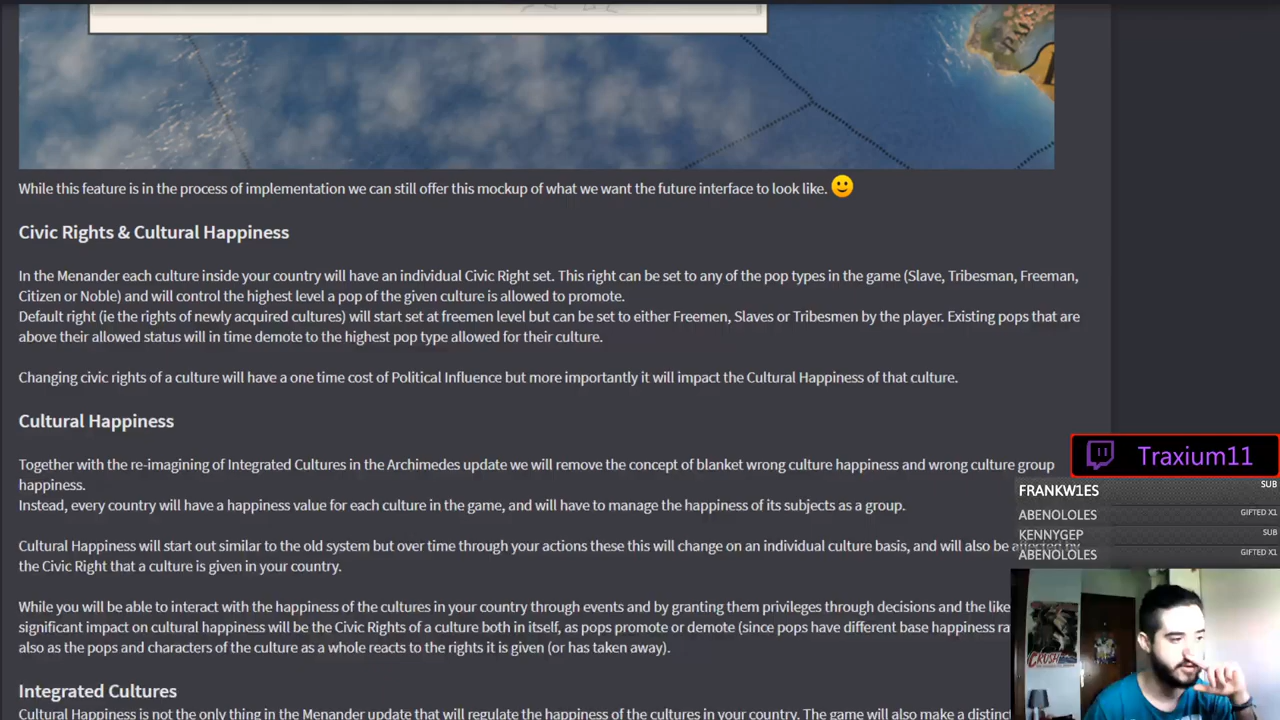 While this feature is in the process of implementation we can still offer this mockup of what we want the future interface to look like.
Civic Rights & Cultural Happiness
In the Menander each culture inside your country will have an individual Civic Right set. This right can be set to any of the pop types in the game (Slave, Tribesman, Freeman,
Citizen or Noble) and will control the highest level a pop of the given culture is allowed to promote.
Default right (ie the rights of newly acquired cultures) will start set at freemen level but can be set to either Freemen, Slaves or Tribesmen by the player. Existing pops that are
above their allowed status will in time demote to the highest pop type allowed for their culture.
Changing civic rights of a culture will have a one time cost of Political Influence but more importantly it will impact the Cultural Happiness of that culture.
Cultural Happiness
Together with the re-imagining of Integrated Cultures in the Archimedes update we will remove the concept of blanket wrong culture happiness and wrong culture group
happiness.
Instead, every country will have a happiness value for each culture in the game, and will have to manage the happiness of its subjects as a group.
Cultural Happiness will start out similar to the old system but over time through your actions these this will change on an individual culture basis, and will also be
the Civic Right that a culture is given in your country.
While you will be able to interact with the happiness of the cultures in your country through events and by granting them privileges through decisions and the like
significant impact on cultural happiness will be the Civic Rights of a culture both in itself, as pops promote or demote (since pops have different base happiness
also as the pops and characters of the culture as a whole reacts to the rights it is given (or has taken away).
Integrated Cultures
Cultural Happiness is not the only thing in the Menander update that will regulate the happiness of the cultures in your country. The game will also make a
Traxium11
FRANKW1ES SUB
ABENOLOLES GIFTED X1
KENNYGEP SUB
ABENOLOLES GIFTED X1
CRUSH